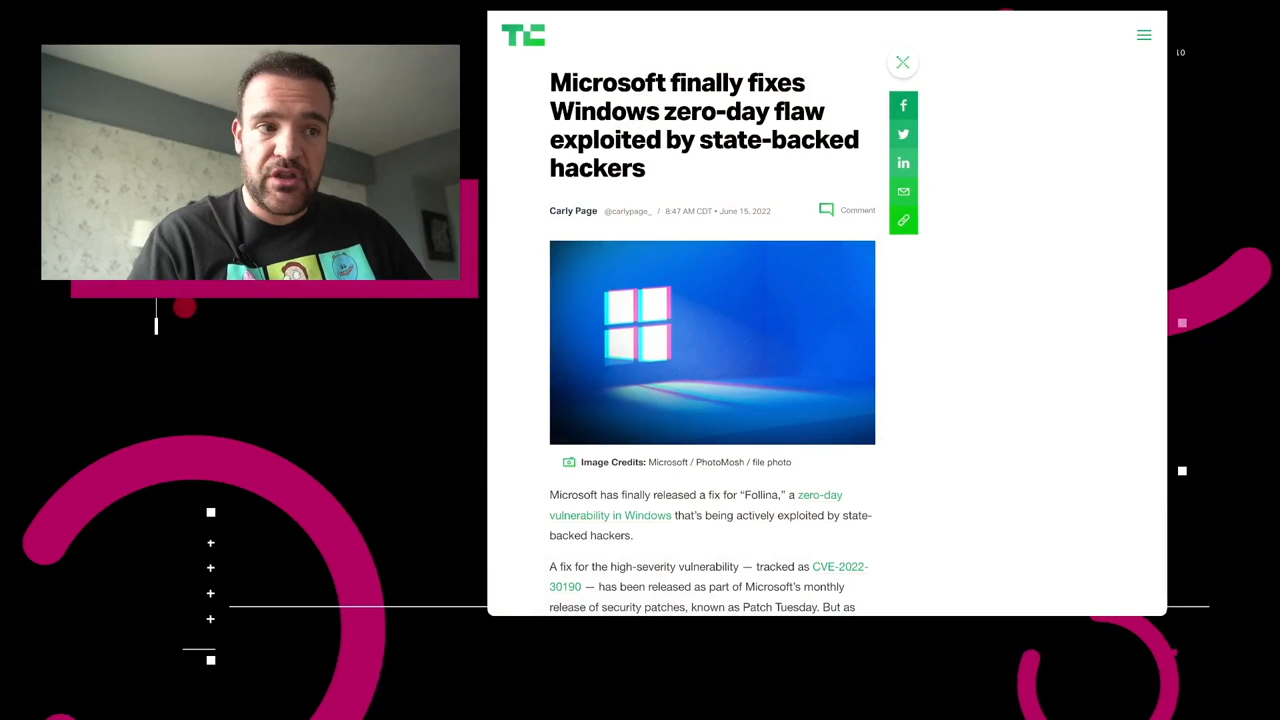 TC
01
Microsoft finally fixes
Windows zero-day flaw
exploited by state-backed
hackers
Carly Page @carlypage_ / 8:47 AM CDT • June 15, 2022
Comment
Image Credits: Microsoft / PhotoMosh / file photo
Microsoft has finally released a fix for “Follina,” a zero-day
vulnerability in Windows that’s being actively exploited by state-
backed hackers.
A fix for the high-severity vulnerability — tracked as CVE-2022-
30190 — has been released as part of Microsoft’s monthly
release of security patches, known as Patch Tuesday. But as